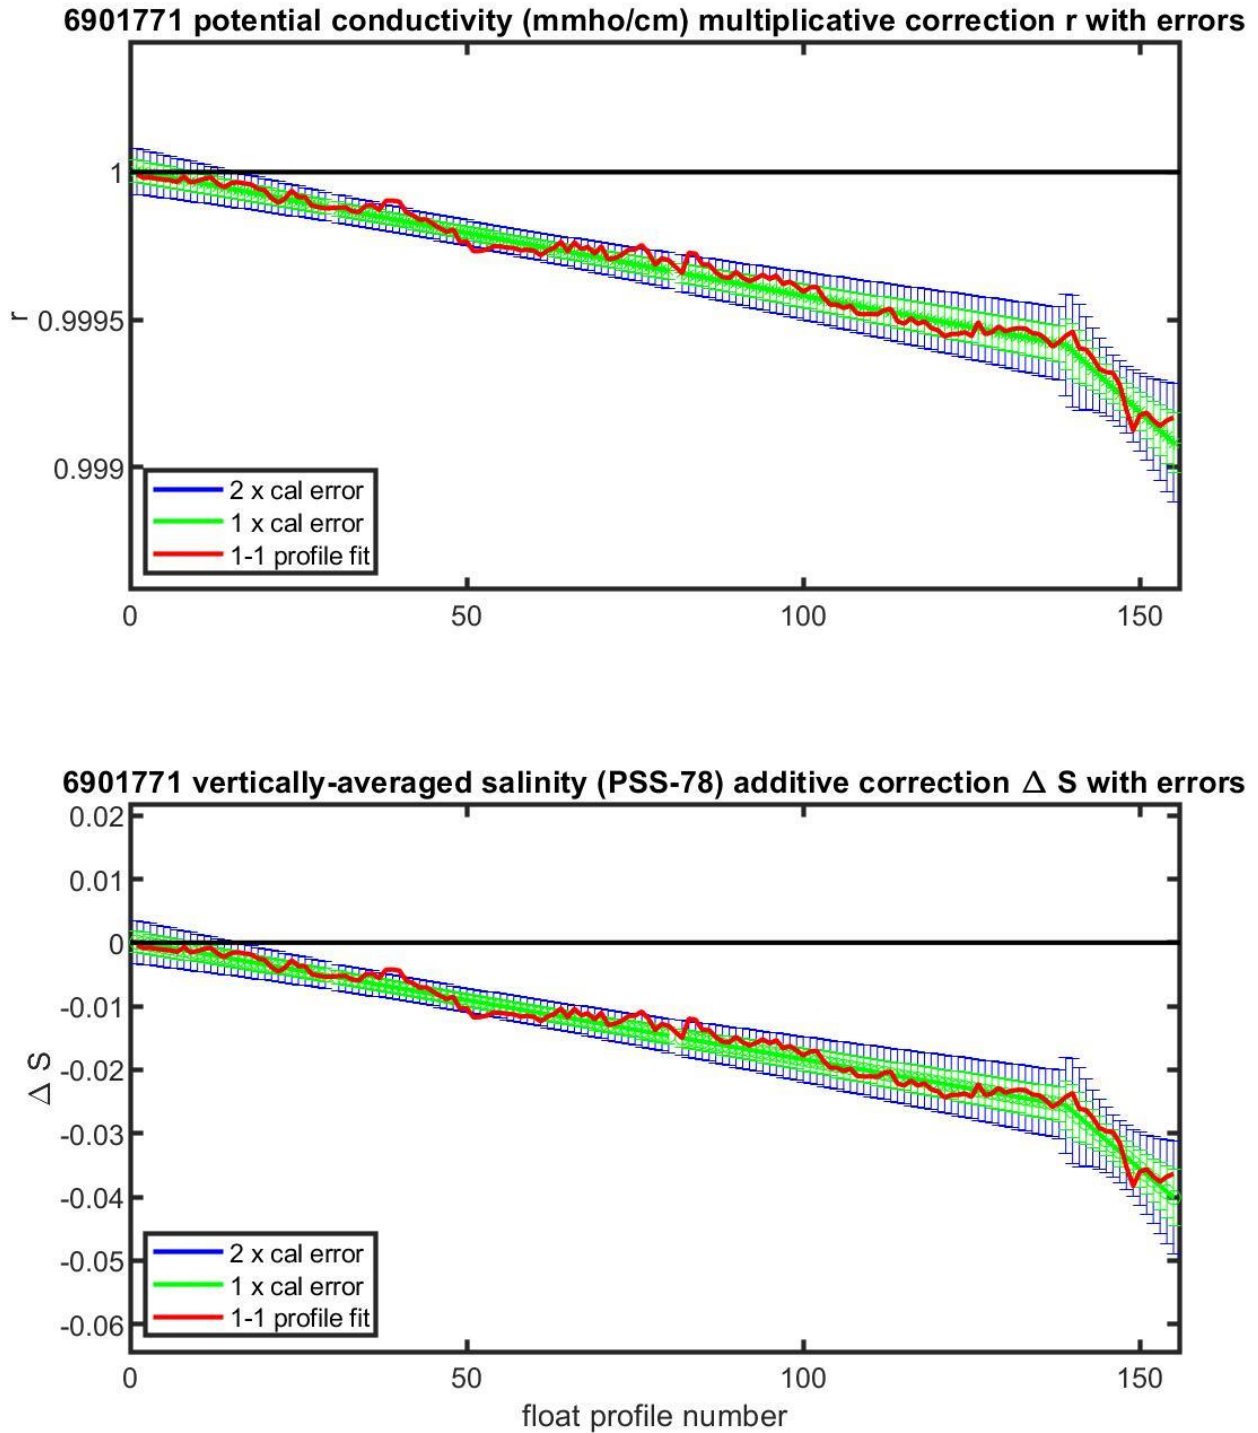 6901771 potential conductivity (mmho/cm) multiplicative correction r with errors
r
1
0.9995
0.999
2 x cal error
1 x cal error
1-1 profile fit
0 50 100 150
6901771 vertically-averaged salinity (PSS-78) additive correction Δ S with errors
Δ S
0.02
0.01
0
-0.01
-0.02
-0.03
-0.04
-0.05
-0.06
2 x cal error
1 x cal error
1-1 profile fit
0 50 100 150
float profile number